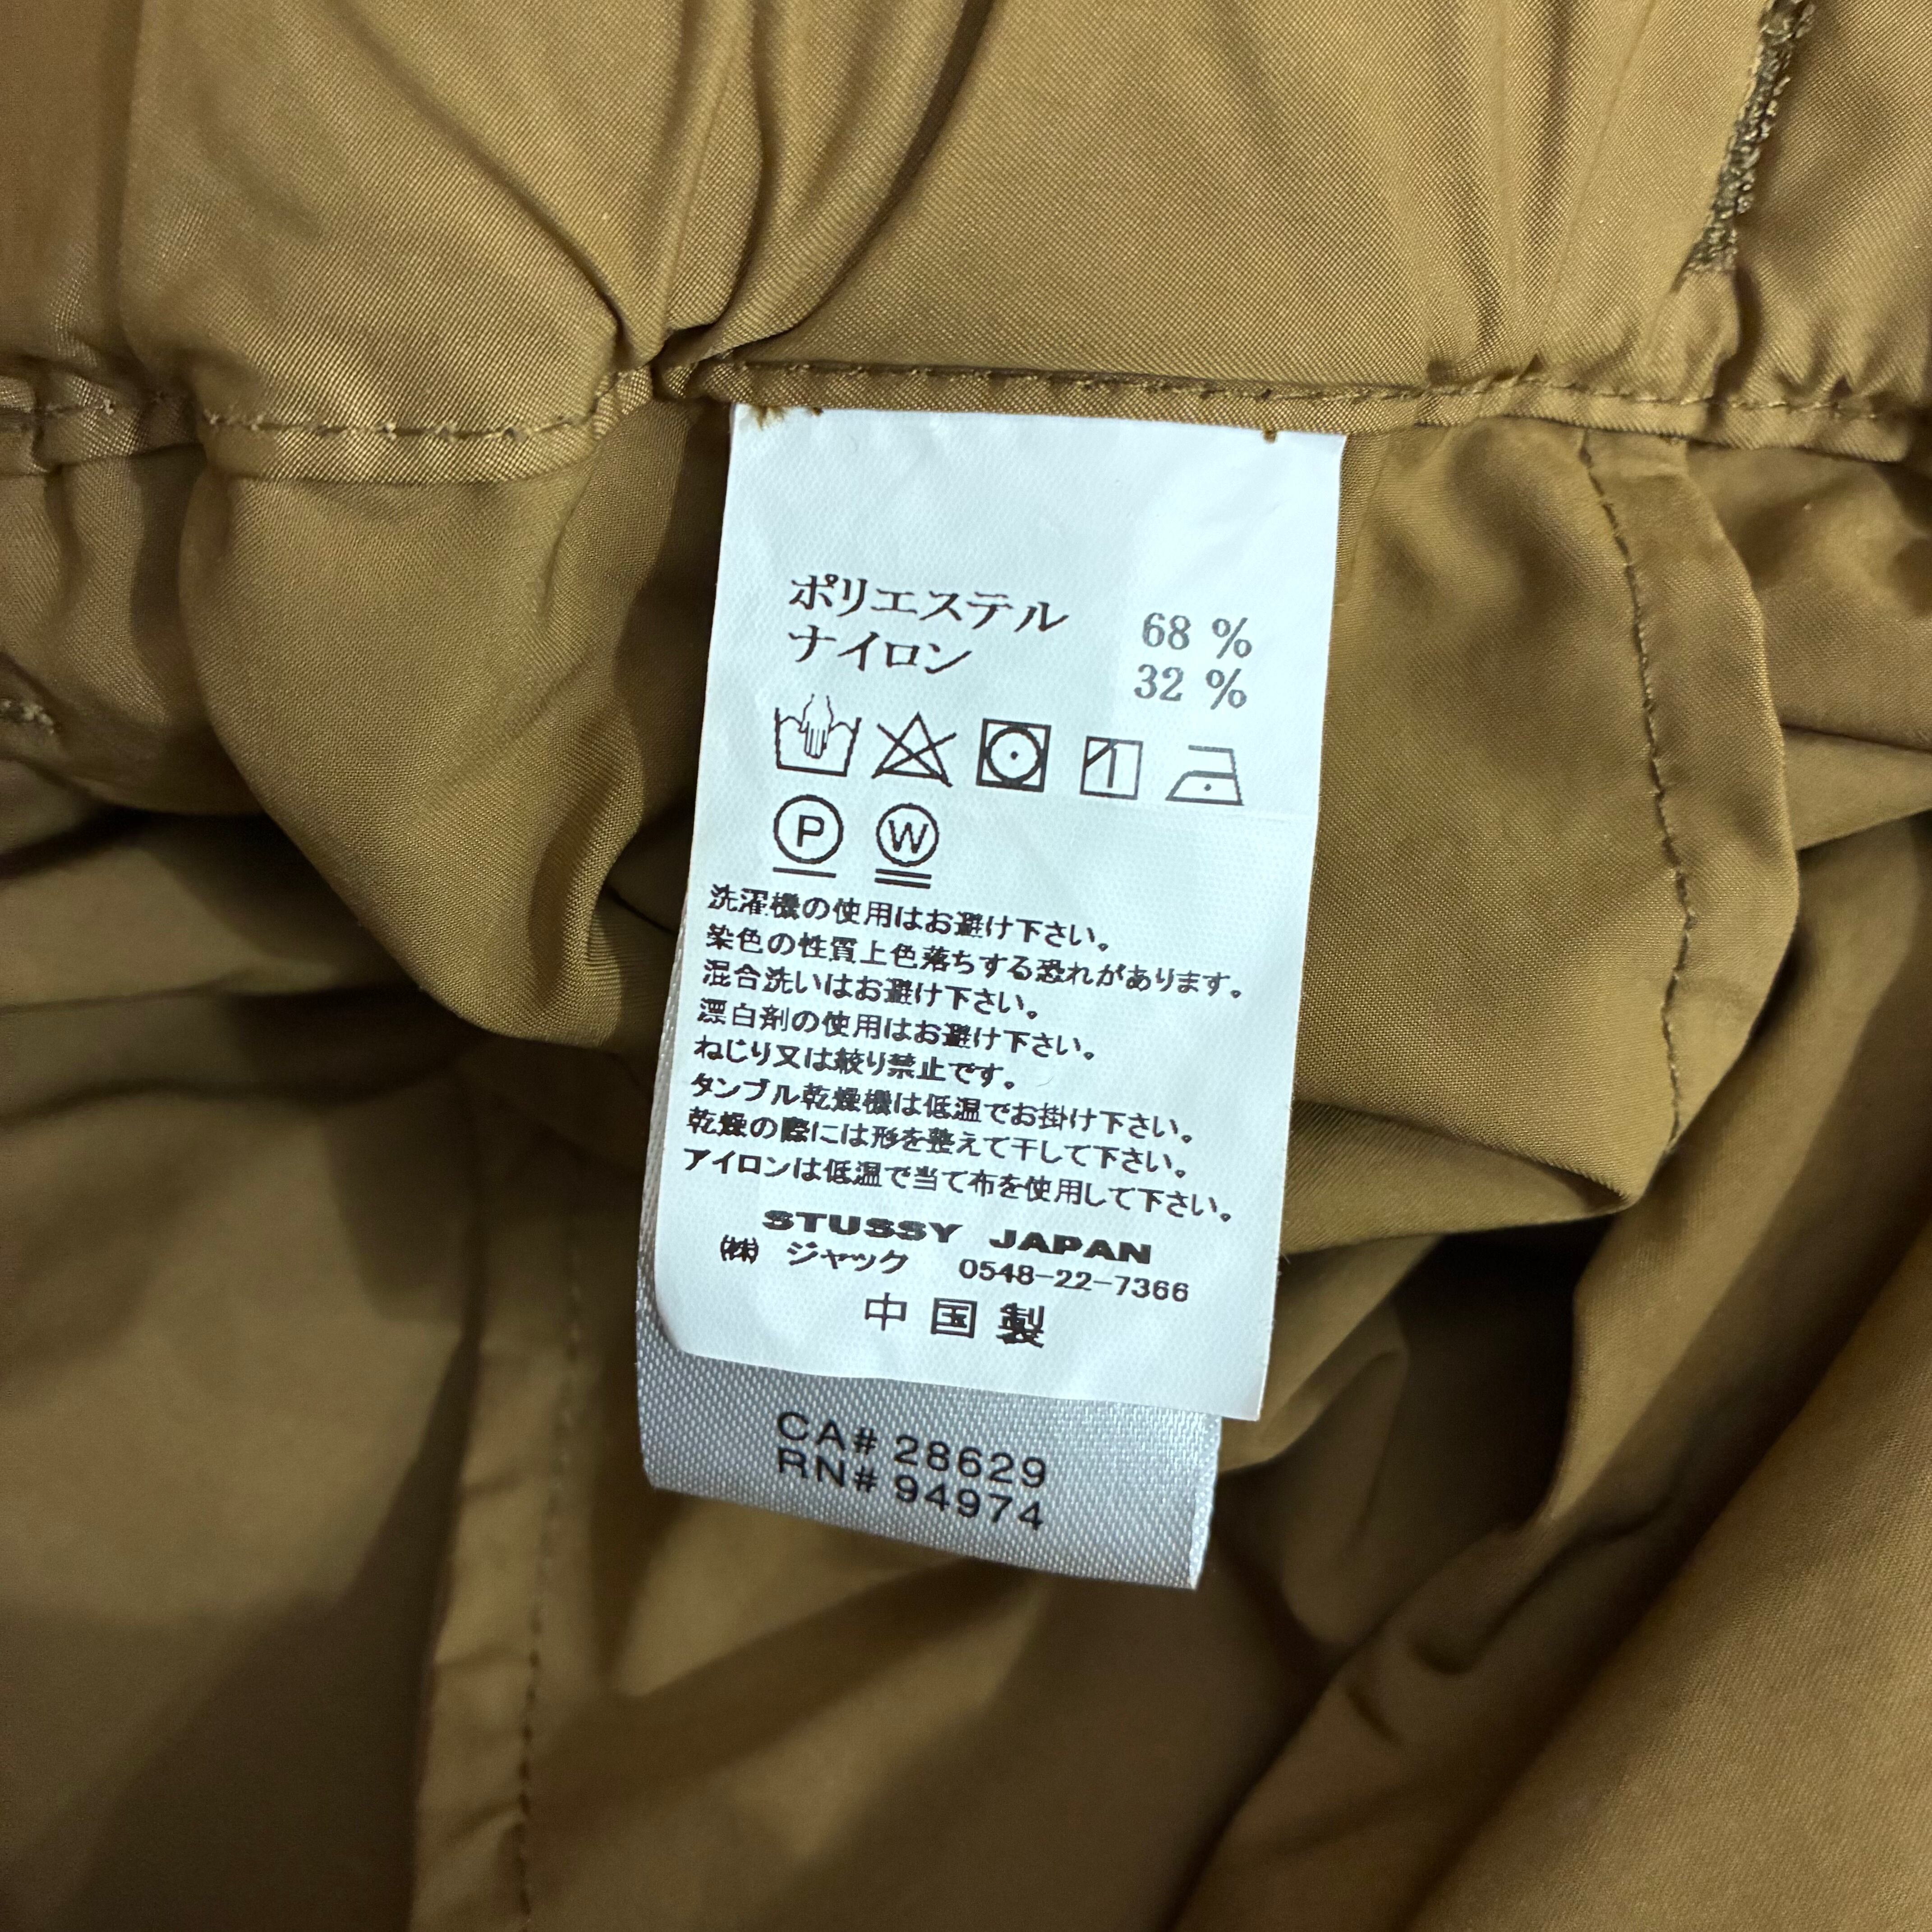 ポリエステル 68 %
ナイロン 32 %
P W
洗濯機の使用はお避け下さい。
染色の性質上色落ちする恐れがあります。
混合洗いはお避け下さい。
漂白剤の使用はお避け下さい。
ねじり又は絞り禁止です。
タンブル乾燥機は低温でお掛け下さい。
乾燥の際には形を整えて干して下さい。
アイロンは低温で当て布を使用して下さい。
STUSSY JAPAN
㈱ ジャック 0548-22-7366
中国製
CA# 28629
RN# 94974